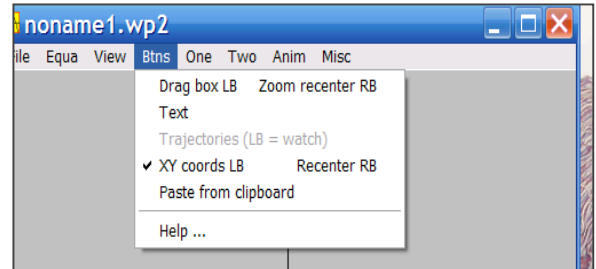 noname1.wp2
File Equa View Btns One Two Anim Misc
Drag box LB Zoom recenter RB
Text
Trajectories (LB = watch)
XY coords LB Recenter RB
Paste from clipboard
Help ...